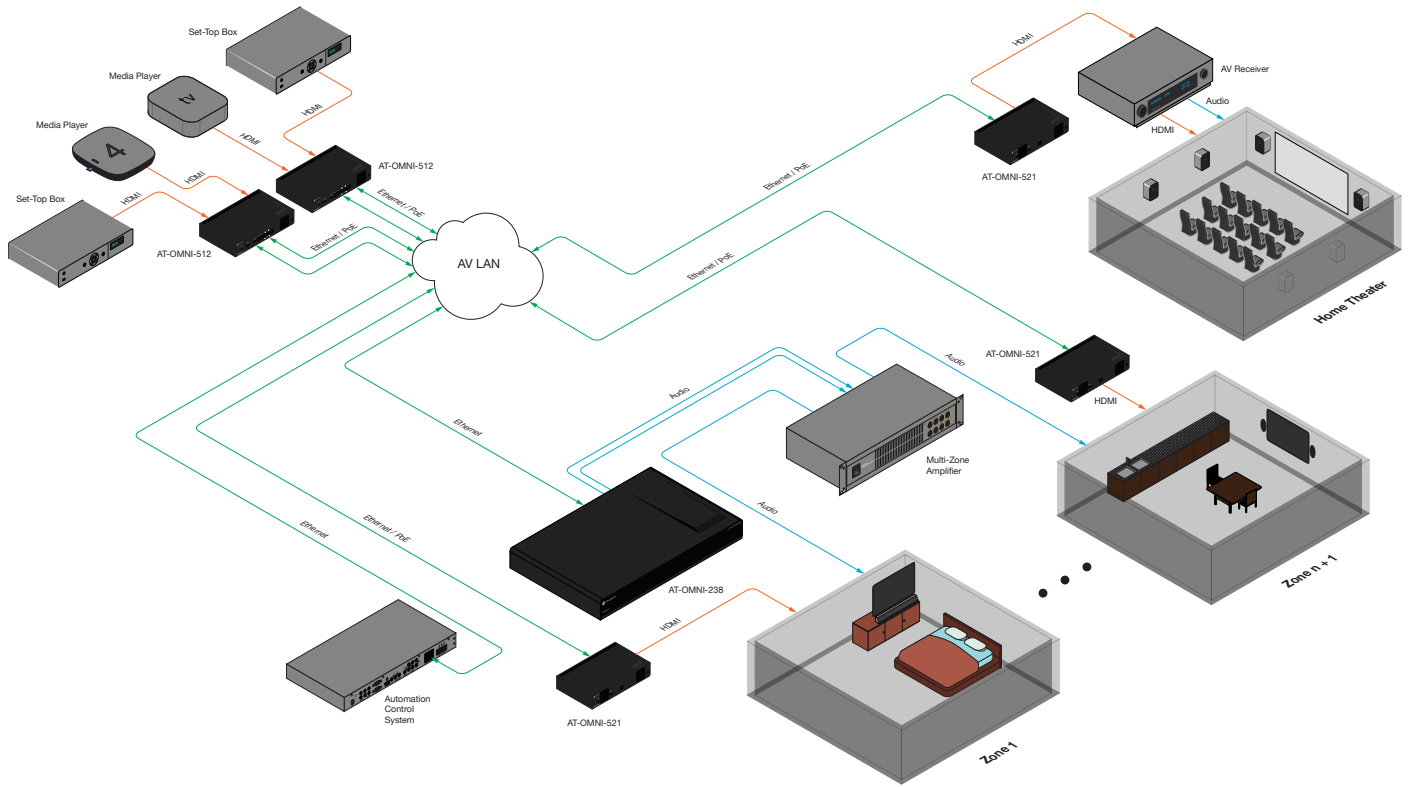 Set-Top Box
Media Player
tv
HDMI
Media Player
4
HDMI
AT-OMNI-512
HDMI
Set-Top Box
HDMI
AT-OMNI-512
Ethernet / PoE
Ethernet / PoE
AV LAN
HDMI
AV Receiver
Audio
HDMI
AT-OMNI-521
Ethernet / PoE
Ethernet / PoE
Home Theater
AT-OMNI-521
HDMI
Audio
Audio
Multi-Zone
Amplifier
Ethernet
Audio
Zone n + 1
Ethernet
Ethernet / PoE
AT-OMNI-238
HDMI
Automation
Control
System
AT-OMNI-521
Zone 1